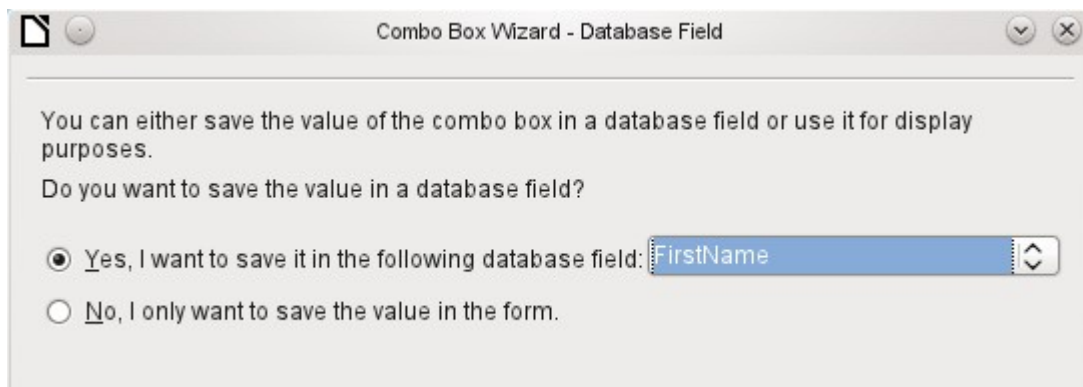 Combo Box Wizard - Database Field
You can either save the value of the combo box in a database field or use it for display
purposes.
Do you want to save the value in a database field?
Yes, I want to save it in the following database field: FirstName
No, I only want to save the value in the form.